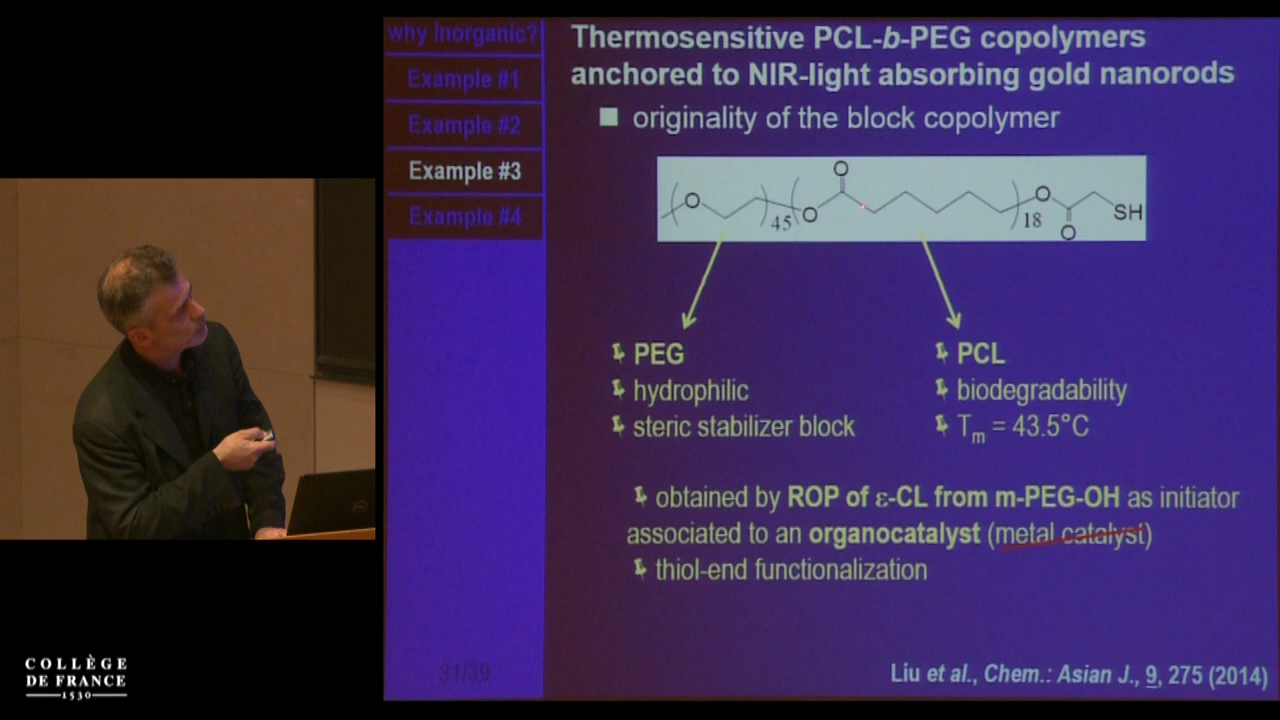 why Inorganic?
Example #1
Example #2
Example #3
Example #4
Thermosensitive PCL-b-PEG copolymers
anchored to NIR-light absorbing gold nanorods
originality of the block copolymer
O
45
O
O
18
O
O
SH
PEG
hydrophilic
steric stabilizer block
PCL
biodegradability
Tm = 43.5°C
obtained by ROP of ε-CL from m-PEG-OH as initiator
associated to an organocatalyst (metal catalyst)
thiol-end functionalization
31/39
Liu et al., Chem.: Asian J., 9, 275 (2014)
COLLÈGE
DE FRANCE
1530